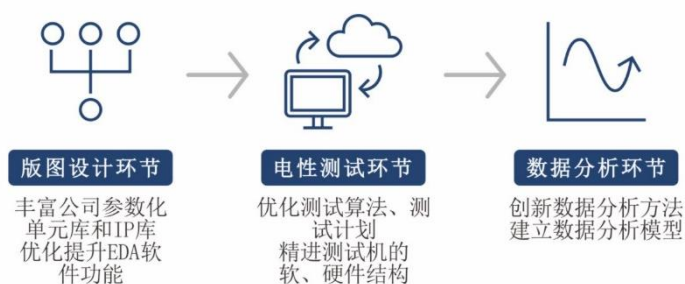 版图设计环节
丰富公司参数化
单元库和IP库
优化提升EDA软
件功能
电性测试环节
优化测试算法、测
试计划
精进测试机的
软、硬件结构
数据分析环节
创新数据分析方法
建立数据分析模型